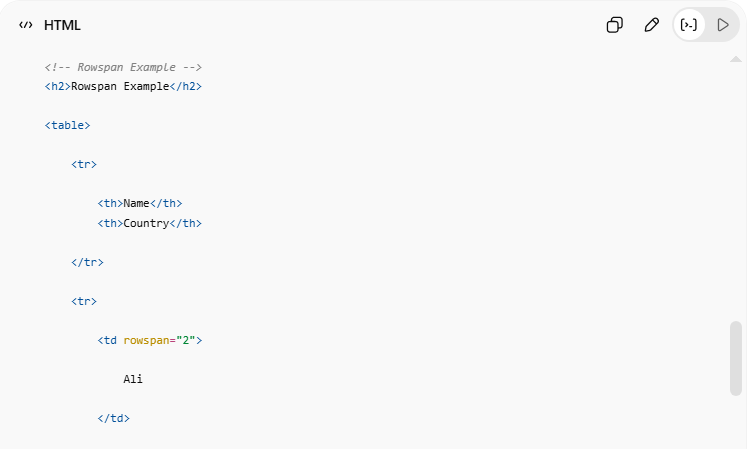 HTML
<!-- Rowspan Example -->
<h2>Rowspan Example</h2>
<table>
<tr>
<th>Name</th>
<th>Country</th>
</tr>
<tr>
<td rowspan="2">
Ali
</td>